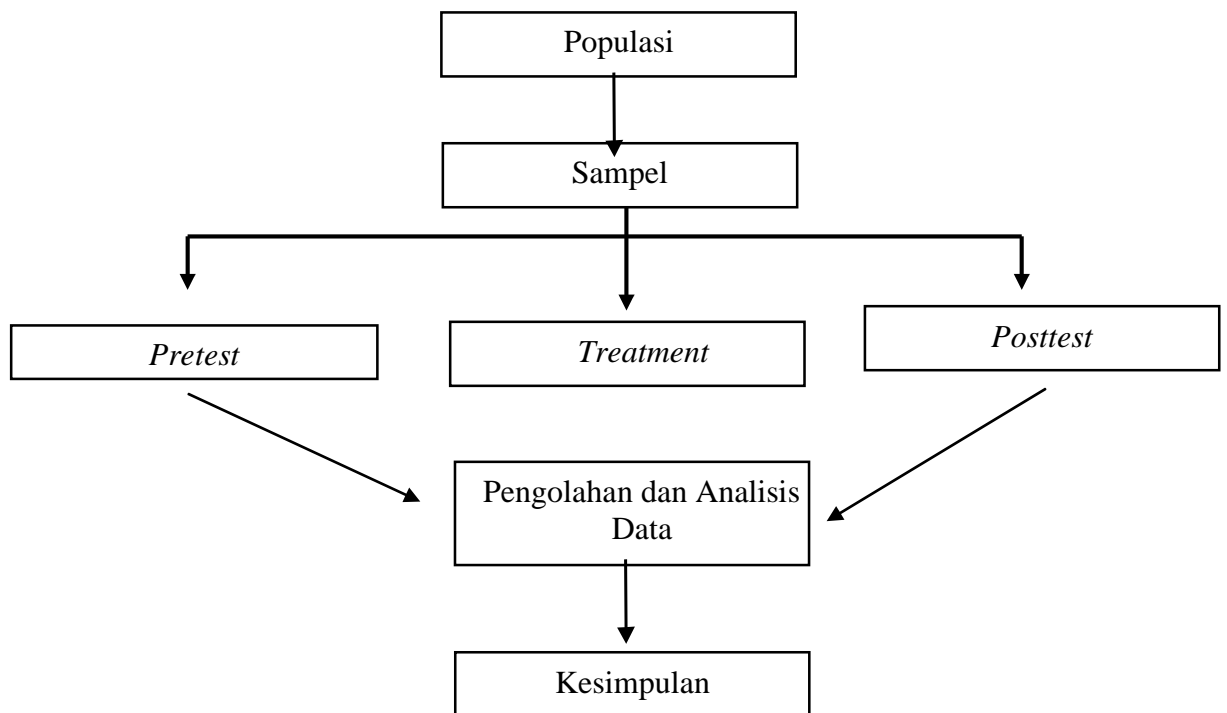 Populasi
Sampel
Pretest
Treatment
Posttest
Pengolahan dan Analisis
Data
Kesimpulan